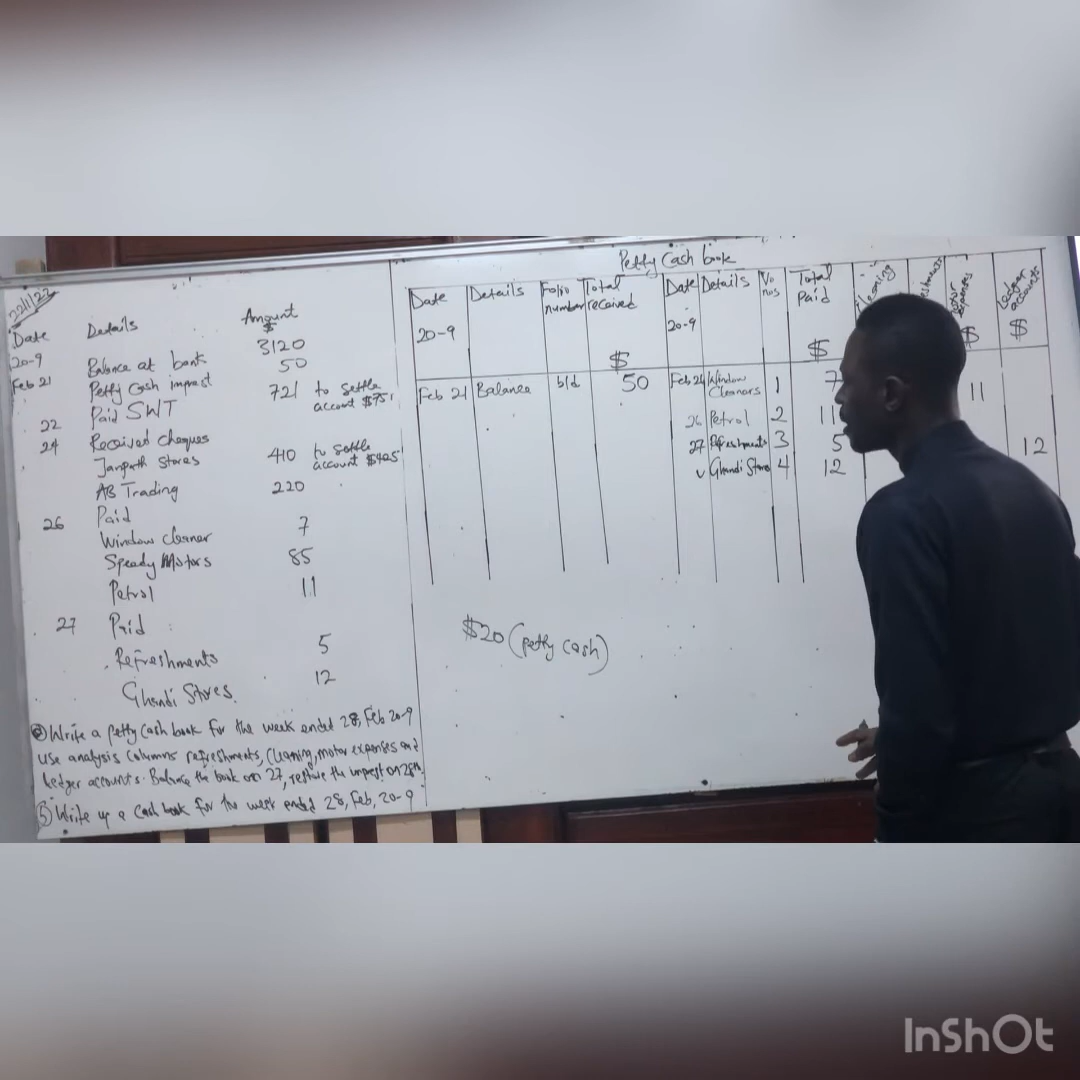 22/1/22
Date Details Amount
$
20-9 Balance at bank 3120
Feb 21 Petty Cash imprest 50
22 Paid SWT 721 to settle
account $751
24 Received cheques
Janpath Stores 410 to settle
account $425
AB Trading 220
26 Paid
Window cleaner 7
Speedy Motors 85
Petrol 11
27 Paid :
Refreshments 5
Ghandi Stores. 12
(a) Write a petty cash book for the week ended 28, Feb 20-9
use analysis columns refreshments, cleaning, motor expenses and
ledger accounts. Balance the book on 27, restore the imprest on 28th.
(b) Write up a cash book for the week ended 28, Feb, 20-9
Petty Cash book
Date Details Folio number Total received Date Details Total paid cleaning ledger accounts
20-9 20-9
$ $ $ $
Feb 21 Balance b/d 50 Feb 26 Window Cleaners 1 7
26 Petrol 2 11 11
27 Refreshments 3 5
Ghandi Stores 4 12 12
$20 (petty cash)
InShOt